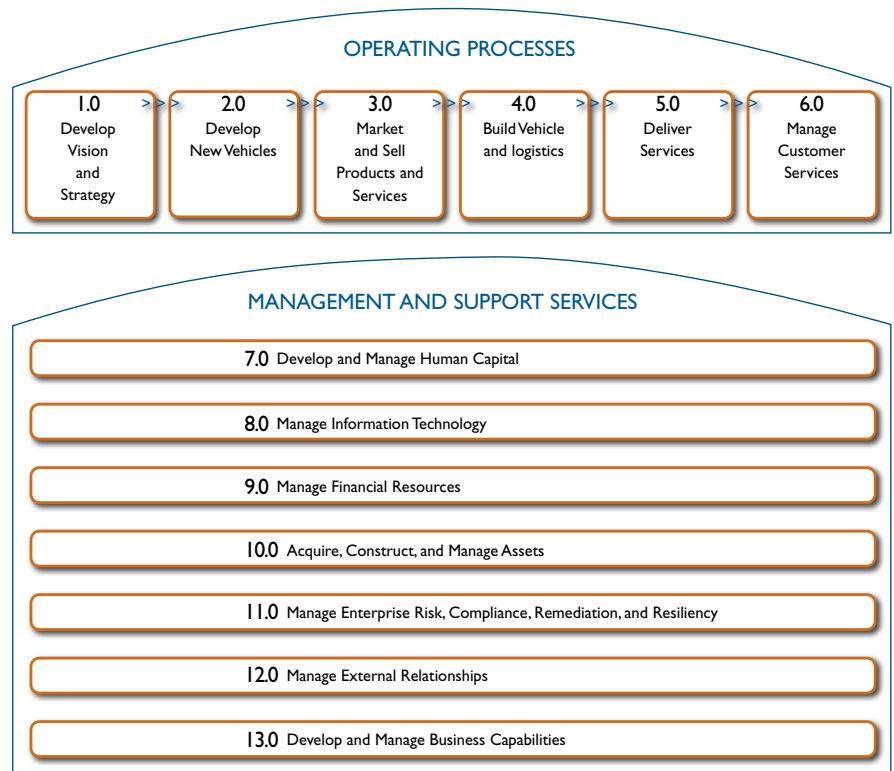 OPERATING PROCESSES
1.0
Develop
Vision
and
Strategy
> > >
2.0
Develop
New Vehicles
> > >
3.0
Market
and Sell
Products and
Services
> > >
4.0
Build Vehicle
and logistics
> > >
5.0
Deliver
Services
> > >
6.0
Manage
Customer
Services
MANAGEMENT AND SUPPORT SERVICES
7.0 Develop and Manage Human Capital
8.0 Manage Information Technology
9.0 Manage Financial Resources
10.0 Acquire, Construct, and Manage Assets
11.0 Manage Enterprise Risk, Compliance, Remediation, and Resiliency
12.0 Manage External Relationships
13.0 Develop and Manage Business Capabilities